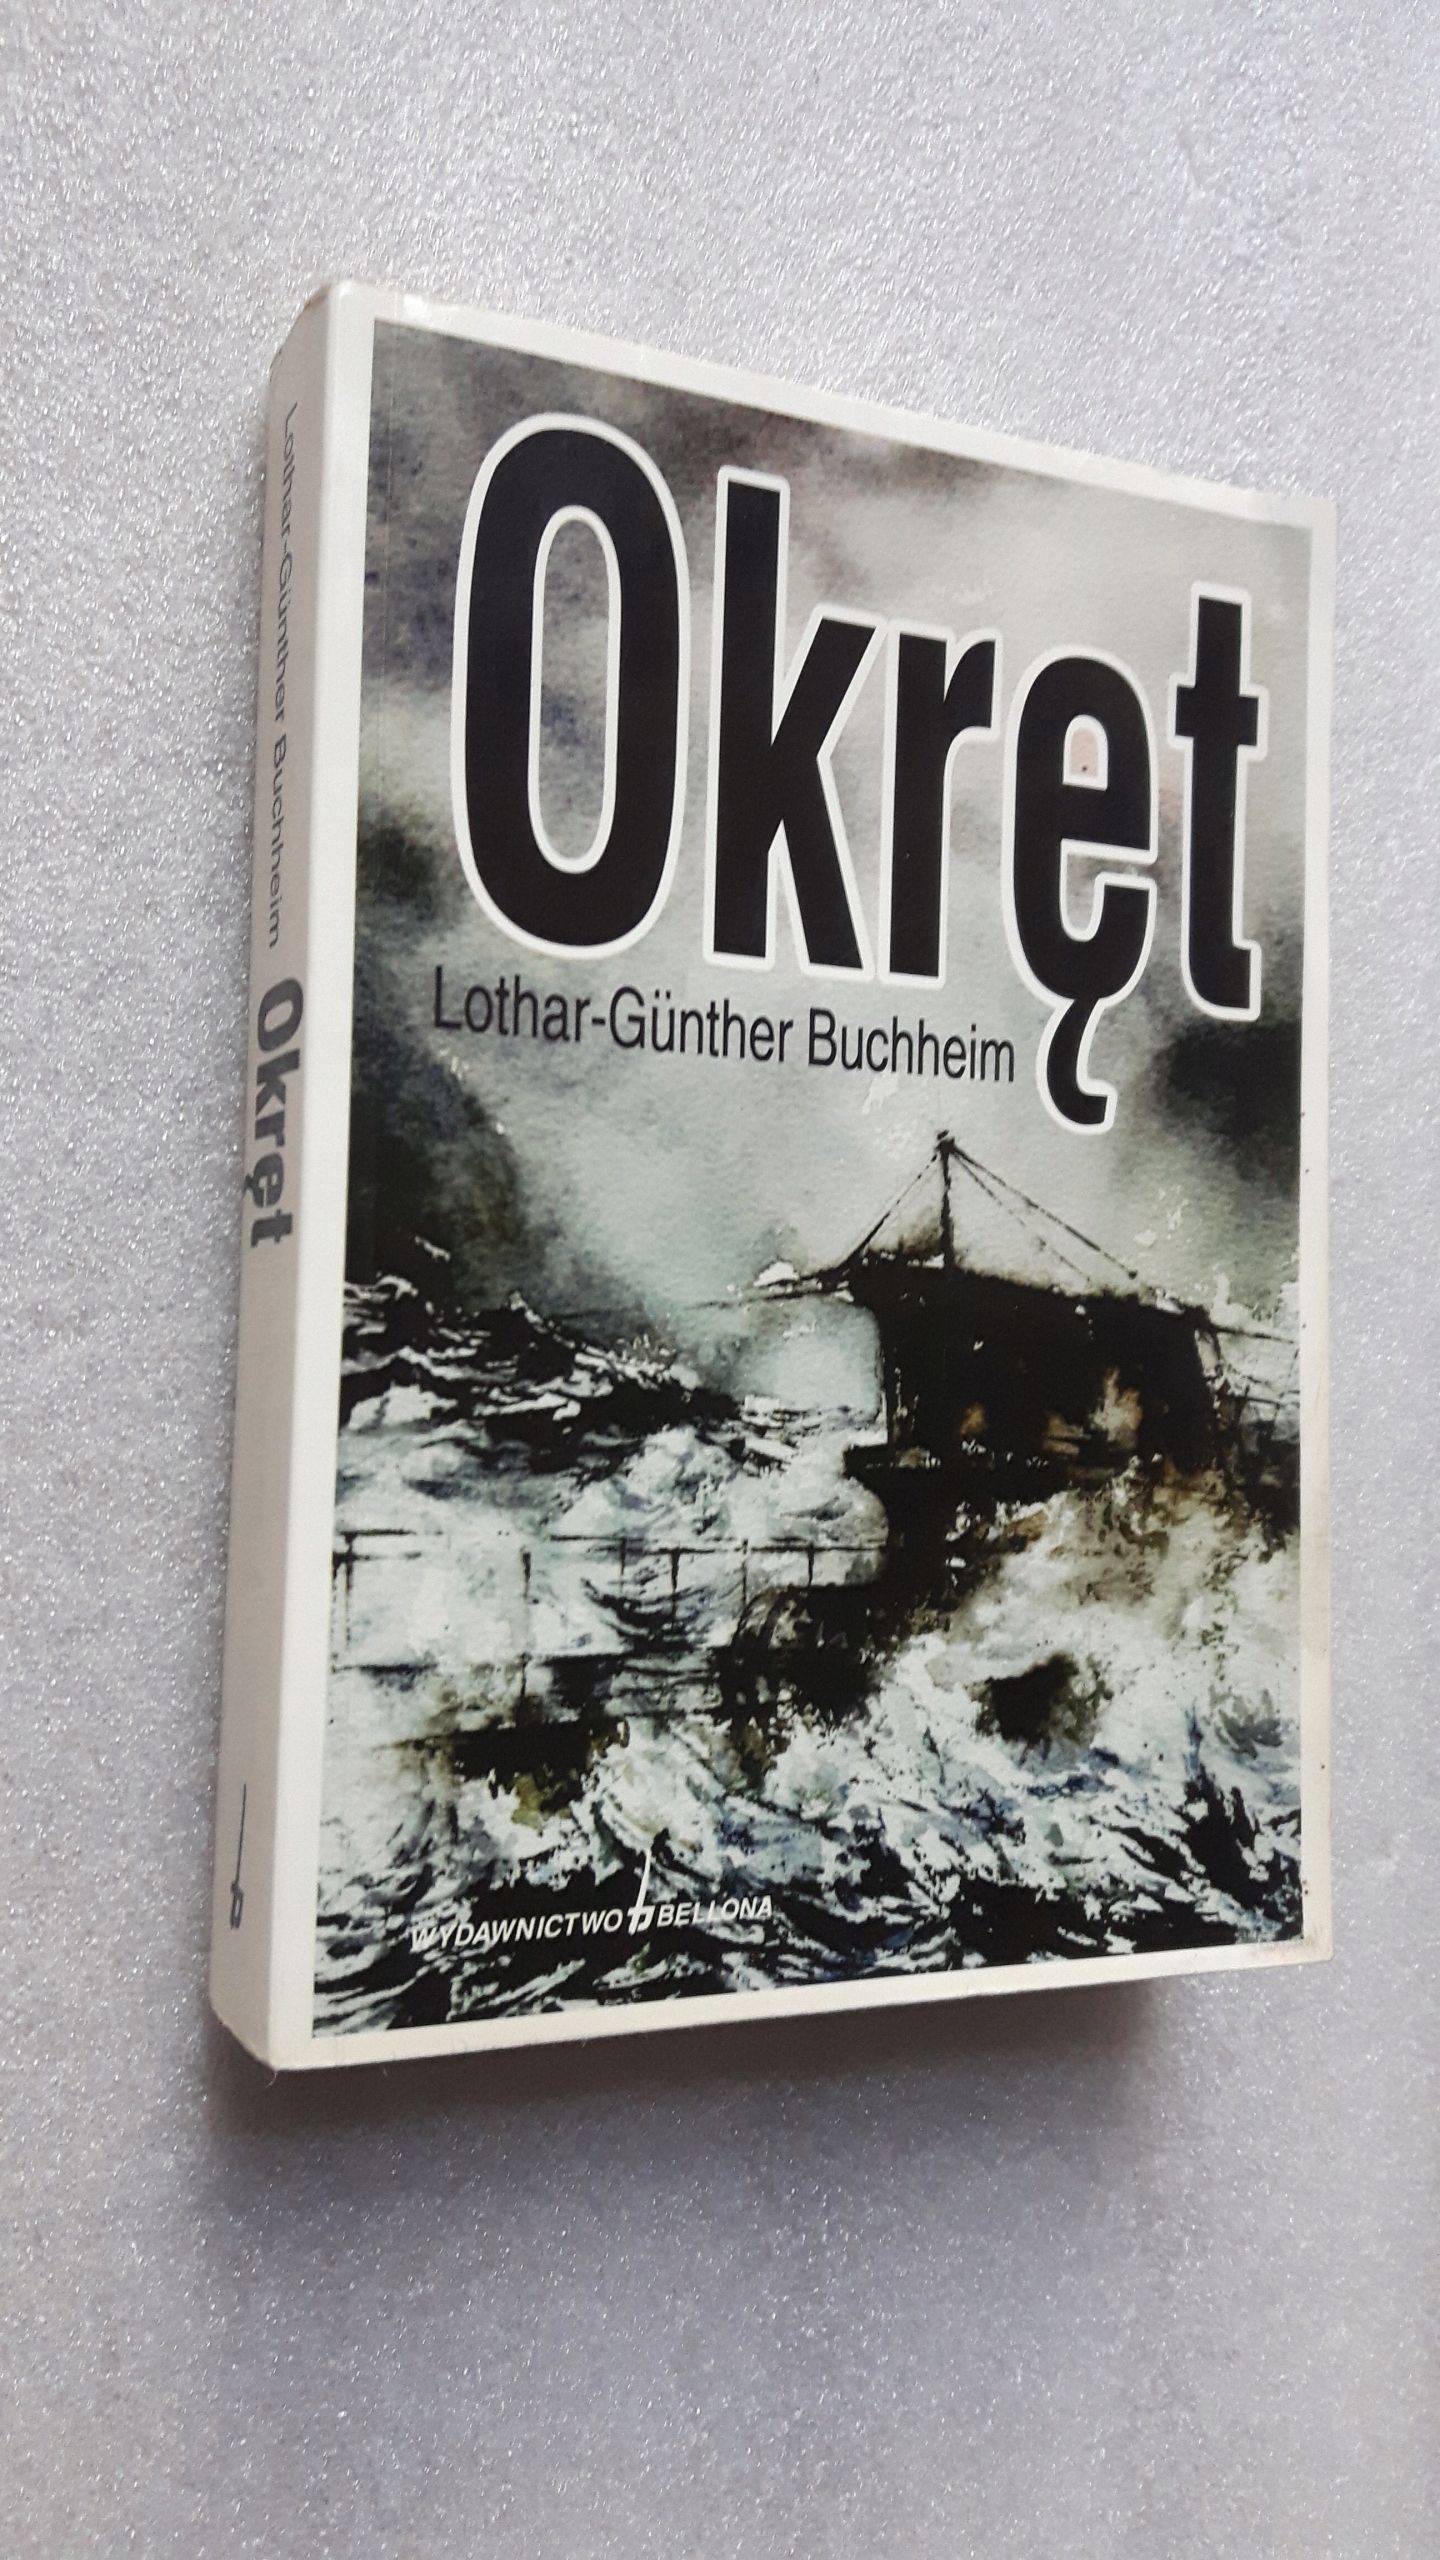 Okręt
Lothar-Günther Buchheim
WYDAWNICTWO BELLONA
Lothar-Günther Buchheim Okręt